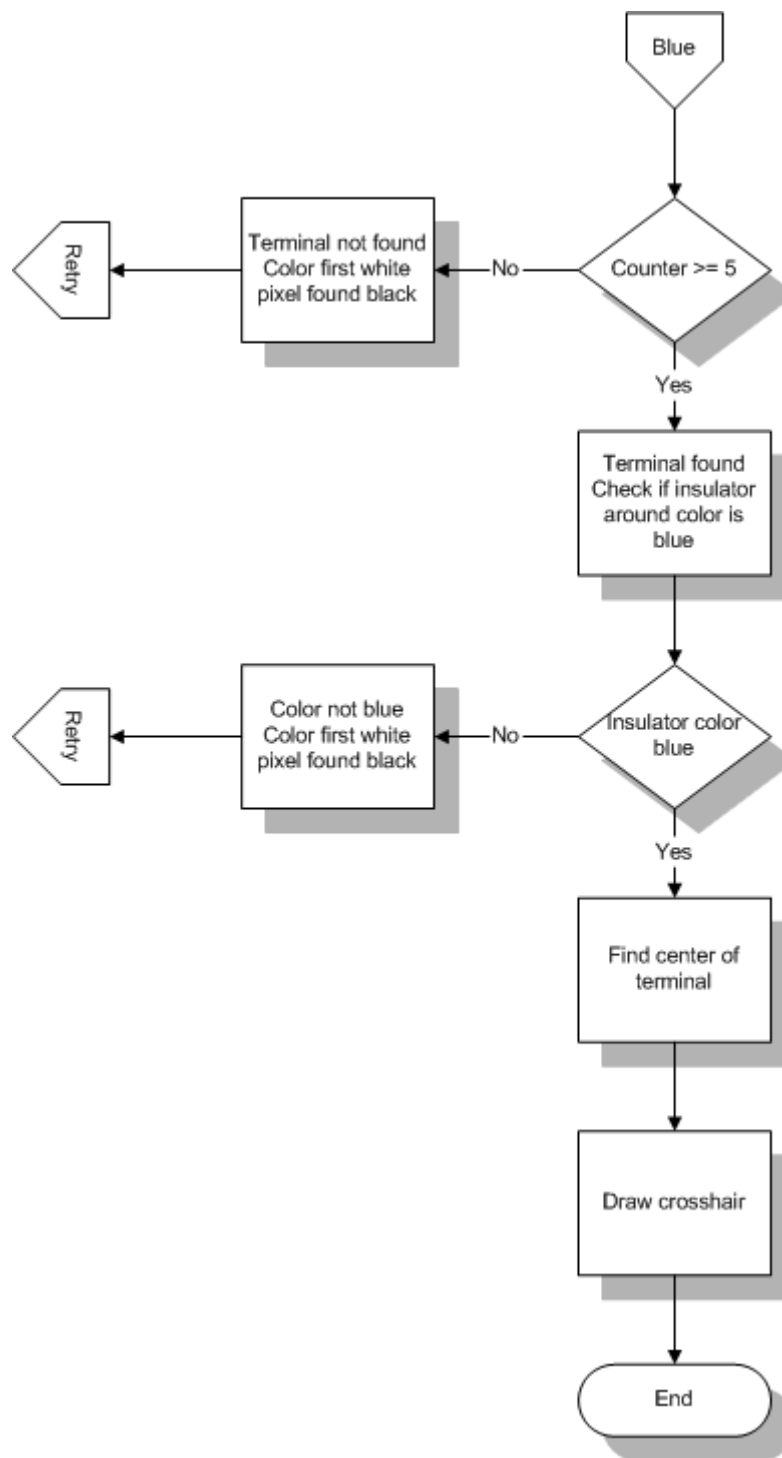 Blue
Counter >= 5
No
Terminal not found
Color first white
pixel found black
Retry
Yes
Terminal found
Check if insulator
around color is
blue
Insulator color
blue
No
Color not blue
Color first white
pixel found black
Retry
Yes
Find center of
terminal
Draw crosshair
End